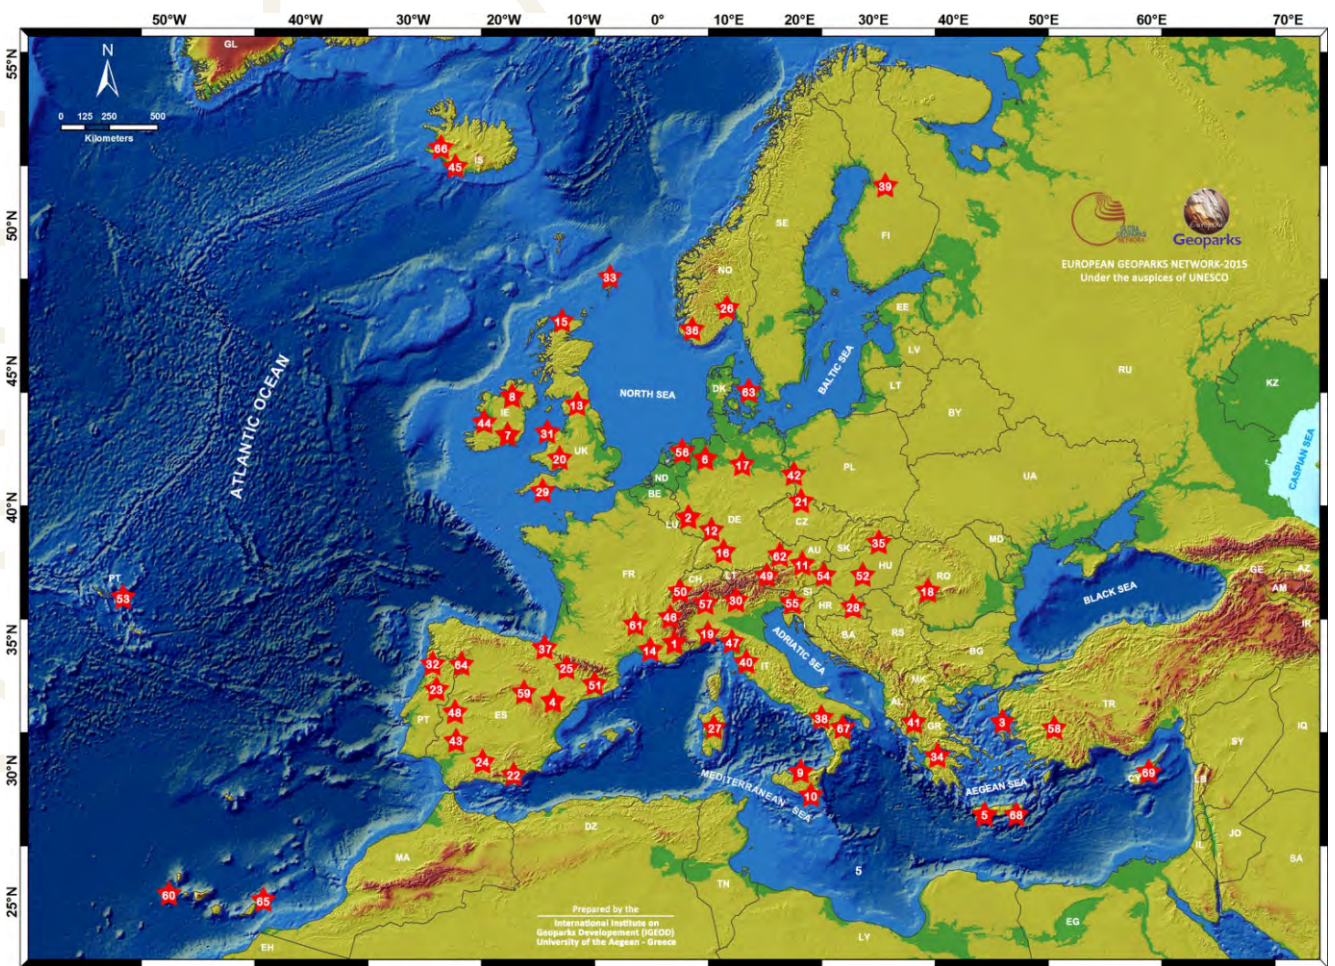 50°W 40°W 30°W 20°W 10°W 0° 10°E 20°E 30°E 40°E 50°E 60°E 70°E
55°N
50°N
45°N
40°N
35°N
30°N
25°N
N
0 125 250 500
Kilometers
GL
IS
66
45
39
SE
FI
NO
GLOBAL
GEOPARKS
NETWORK
European
Geoparks
EUROPEAN GEOPARKS NETWORK-2015
Under the auspices of UNESCO
33
15
26
36
EE
LV
LT
RU
KZ
BY
ATLANTIC OCEAN
NORTH SEA
BALTIC SEA
CASPIAN SEA
DK
63
8
IE
44
7
13
31
UK
20
29
56
6
17
42
PL
UA
ND
BE
21
2
LU
DE
CZ
12
16
62
AU
SK
35
MD
11
HU
FR
CH
LT
49
54
52
RO
18
GE
AZ
AM
IR
PT
53
50
57
30
SI
55
HR
28
BLACK SEA
61
46
BA
RS
1
14
19
47
ADRIATIC SEA
BG
37
IT
40
32
64
25
51
MK
23
59
4
AL
TR
48
ES
PT
27
38
67
41
GR
3
58
IQ
SY
43
34
24
22
9
10
MEDITERRANEAN SEA
AEGEAN SEA
CY
69
LB
5
68
DZ
MA
JO
IL
SA
5
60
65
TN
EG
LY
EH
Prepared by the
International Institute on
Geoparks Developement (IGEOD)
University of the Aegean - Greece